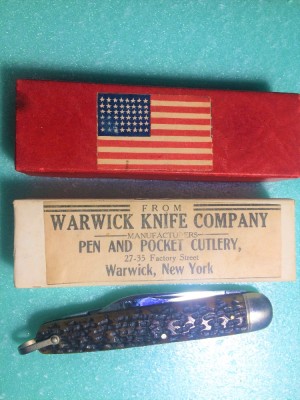 FROM
WARWICK KNIFE COMPANY
MANUFACTURERS
PEN AND POCKET CUTLERY,
27-35 Factory Street
Warwick, New York